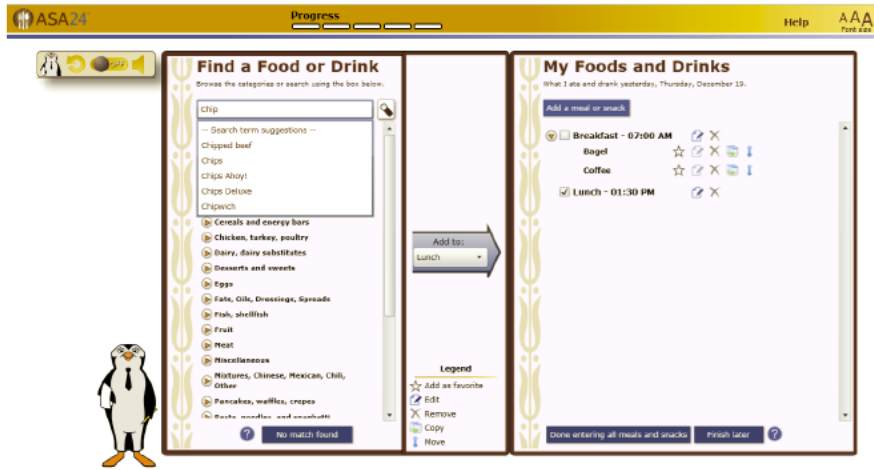 ASA24
Progress
Help
AAA
Font size
OFF
Find a Food or Drink
Browse the categories or search using the box below.
Chip
-- Search term suggestions --
Chipped beef
Chips
Chips Ahoy!
Chips Deluxe
Chipwich
Cereals and energy bars
Chicken, turkey, poultry
Dairy, dairy substitutes
Desserts and sweets
Eggs
Fats, Oils, Dressings, Spreads
Fish, shellfish
Fruit
Meat
Miscellaneous
Mixtures, Chinese, Mexican, Chili,
Other
Pancakes, waffles, crepes
Pasta, noodles, and spaghetti
? No match found
Add to:
Lunch
Legend
Add as favorite
Edit
Remove
Copy
Move
My Foods and Drinks
What I ate and drank yesterday, Thursday, December 19.
Add a meal or snack
Breakfast - 07:00 AM
Bagel
Coffee
Lunch - 01:30 PM
Done entering all meals and snacks
Finish later
?